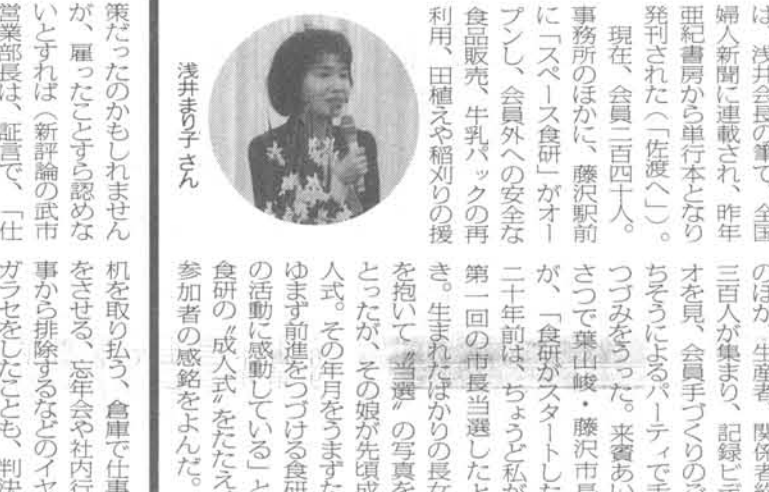 は、浅井会長の筆で、全国
婦人新聞に連載され、昨年
亜紀書房から単行本となり
発刊された（「佐渡へ」）。
現在、会員二百四十人。
事務所のほかに、藤沢駅前
に「スペース食研」がオー
プンし、会員外への安全な
食品販売、牛乳パックの再
利用、田植えや稲刈りの援
浅井まり子さん
のほか、生産者、関係者
三百人が集まり、記録ビデ
オを見、会員手づくりのご
ちそうによるパーティで手
つづみをうった。来賓あい
さつで葉山峻・藤沢市長
が、「食研がスタートした
二十年前は、ちょうど私が
第一回の市長当選したと
き。生まれたばかりの長女
を抱いて〝当選〟の写真を
とったが、その娘が先頃成
人式。その年月をうまずた
ゆまず前進をつづける食研
の活動に感動している」と
食研の〝成人式〟をたたえ、
参加者の感銘をよんだ。
策だったのかもしれません
が、雇ったことすら認めな
いとすれば（新評論の武市
営業部長は、証言で、「仕
机を取り払う、倉庫で仕事
をさせる、忘年会や社内行
事から排除するなどのイヤ
ガラセをしたことも、判決